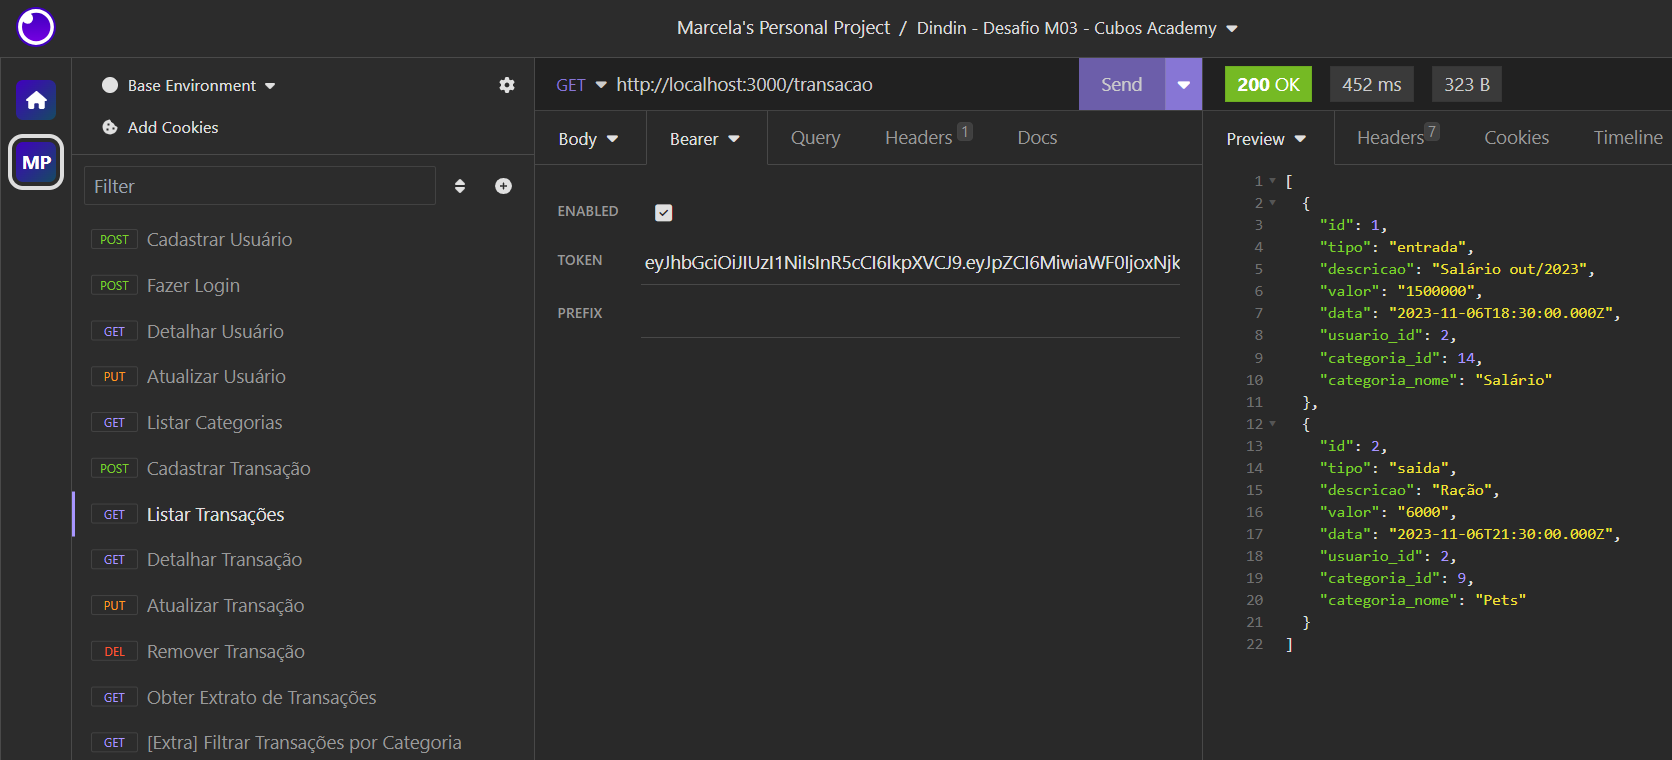 Marcela's Personal Project / Dindin - Desafio M03 - Cubos Academy
MP
Base Environment
Add Cookies
Filter
POST Cadastrar Usuário
POST Fazer Login
GET Detalhar Usuário
PUT Atualizar Usuário
GET Listar Categorias
POST Cadastrar Transação
GET Listar Transações
GET Detalhar Transação
PUT Atualizar Transação
DEL Remover Transação
GET Obter Extrato de Transações
GET [Extra] Filtrar Transações por Categoria
GET http://localhost:3000/transacao Send
Body Bearer Query Headers 1 Docs
ENABLED
TOKEN eyJhbGciOiJIUzI1NiIsInR5cCI6IkpXVCJ9.eyJpZCI6MiwiaWF0IjoxNjk
PREFIX
200 OK 452 ms 323 B
Preview Headers 7 Cookies Timeline
1 [
2 {
3 "id": 1,
4 "tipo": "entrada",
5 "descricao": "Salário out/2023",
6 "valor": "1500000",
7 "data": "2023-11-06T18:30:00.000Z",
8 "usuario_id": 2,
9 "categoria_id": 14,
10 "categoria_nome": "Salário"
11 },
12 {
13 "id": 2,
14 "tipo": "saida",
15 "descricao": "Ração",
16 "valor": "6000",
17 "data": "2023-11-06T21:30:00.000Z",
18 "usuario_id": 2,
19 "categoria_id": 9,
20 "categoria_nome": "Pets"
21 }
22 ]